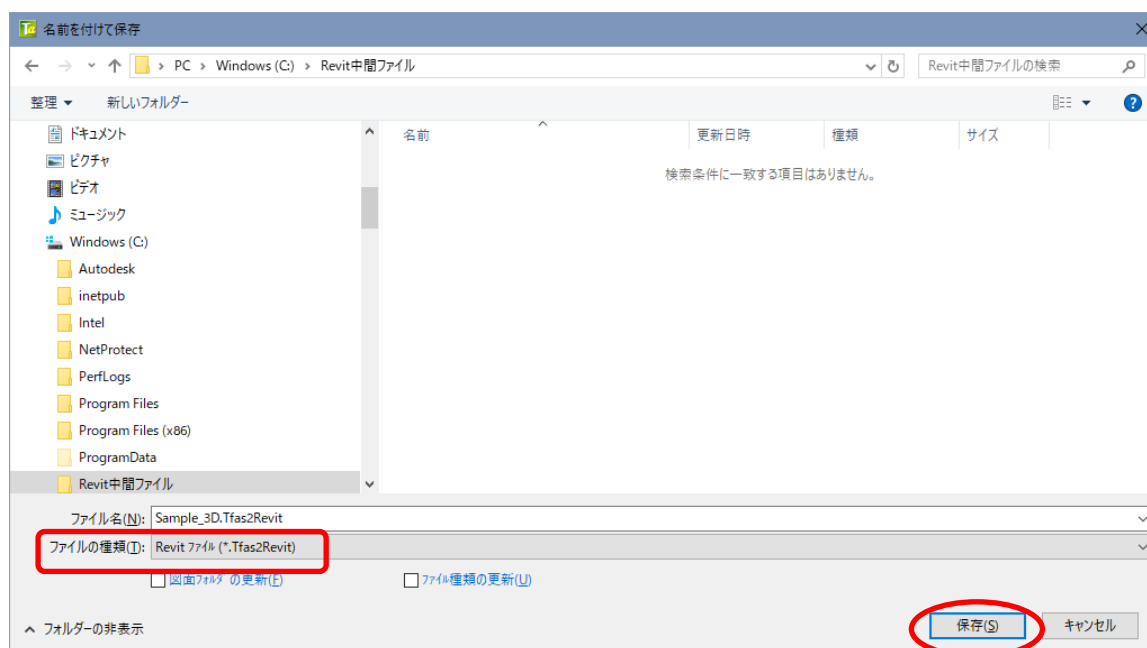 名前を付けて保存
> PC > Windows (C:) > Revit中間ファイル
Revit中間ファイルの検索
整理 新しいフォルダー
ドキュメント
ピクチャ
ビデオ
ミュージック
Windows (C:)
Autodesk
inetpub
Intel
NetProtect
PerfLogs
Program Files
Program Files (x86)
ProgramData
Revit中間ファイル
名前 更新日時 種類 サイズ
検索条件に一致する項目はありません。
ファイル名(N): Sample_3D.Tfas2Revit
ファイルの種類(T): Revit ファイル (*.Tfas2Revit)
図面フォルダの更新(F) ファイル種類の更新(U)
フォルダーの非表示
保存(S) キャンセル